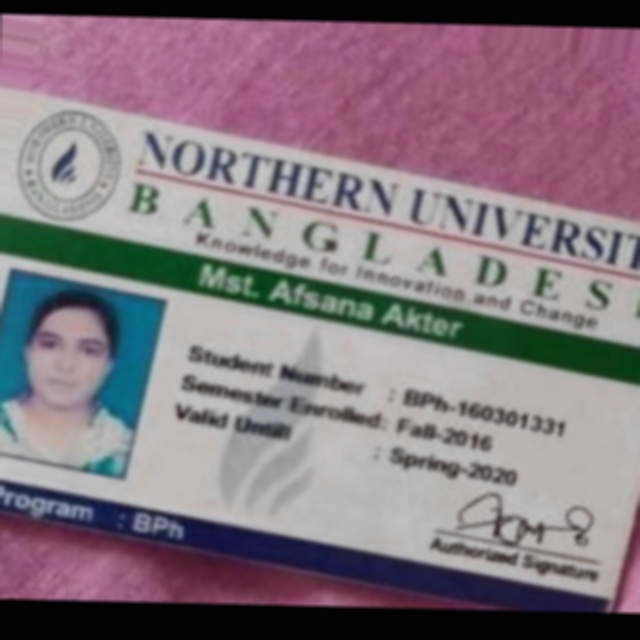 NORTHERN UNIVERSIT
BANGLADES
Knowledge for Innovation and Change
Mst. Afsana Akter
Student Number : BPh-160301331
Semester Enrolled: Fall-2016
Valid Untill : Spring-2020
Authorized Signature
Program : BPh